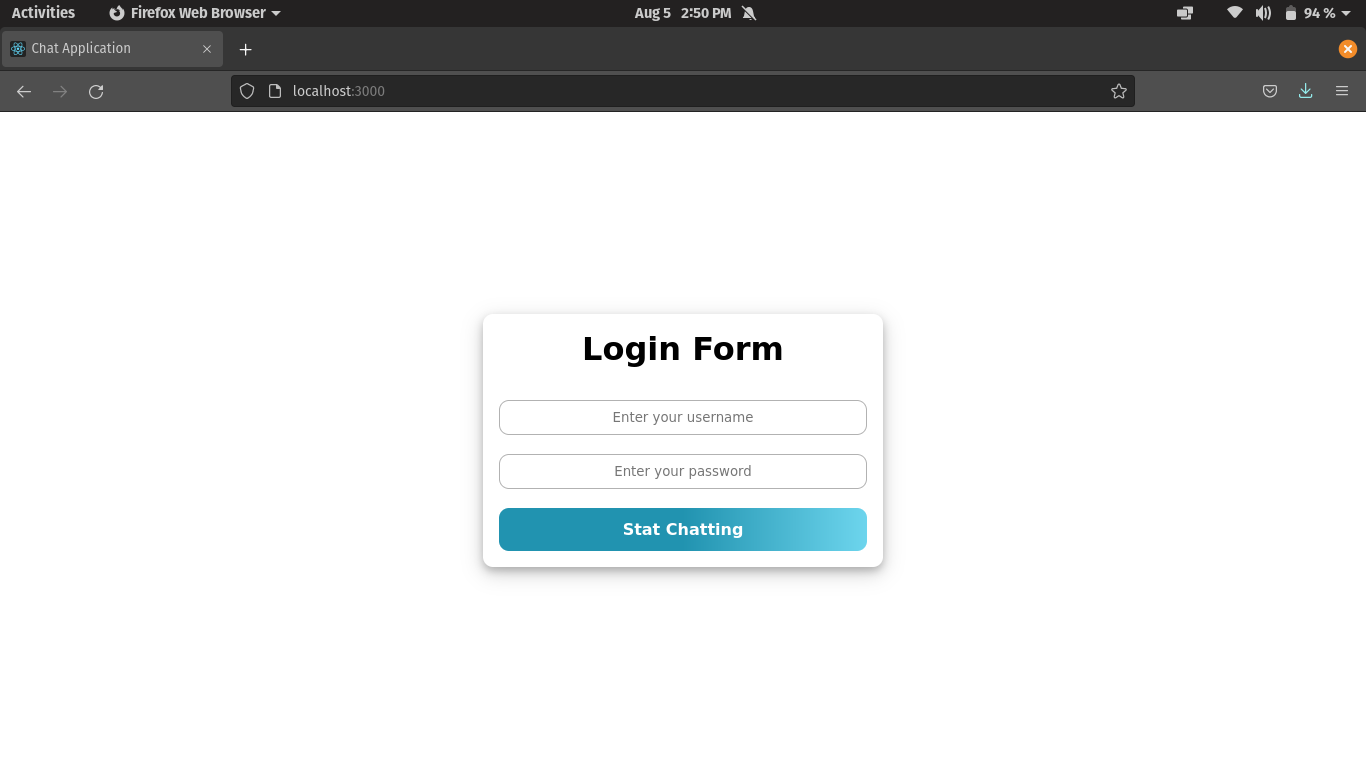 Activities Firefox Web Browser Aug 5 2:50 PM 94 %
Chat Application
localhost:3000
Login Form
Enter your username
Enter your password
Stat Chatting